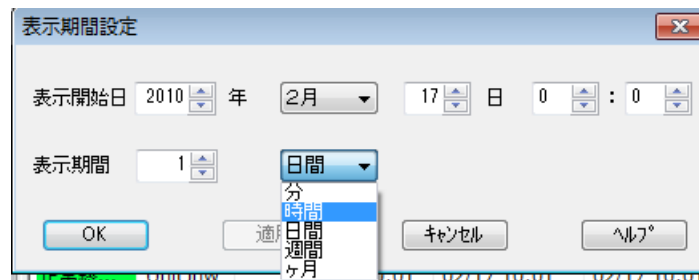 表示期間設定
表示開始日 2010 年 2月 17 日 0 : 0
表示期間 1 日間
分
時間
日間
週間
ヶ月
OK キャンセル ヘルプ